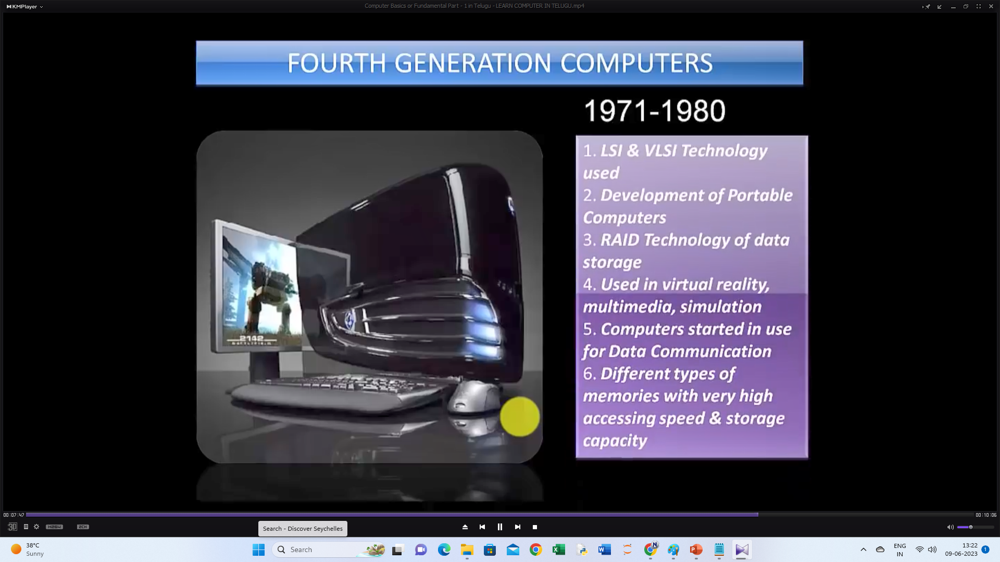 KMPlayer
Computer Basics or Fundamental Part - 1 in Telugu - LEARN COMPUTER IN TELUGU.mp4
FOURTH GENERATION COMPUTERS
1971-1980
1. LSI & VLSI Technology
used
2. Development of Portable
Computers
3. RAID Technology of data
storage
4. Used in virtual reality,
multimedia, simulation
5. Computers started in use
for Data Communication
6. Different types of
memories with very high
accessing speed & storage
capacity
2142
BATTLEFIELD
00:07:47
00:10:06
3D
H264
2CH
Search - Discover Seychelles
38°C
Sunny
Search
ENG
IN
13:22
09-06-2023
1